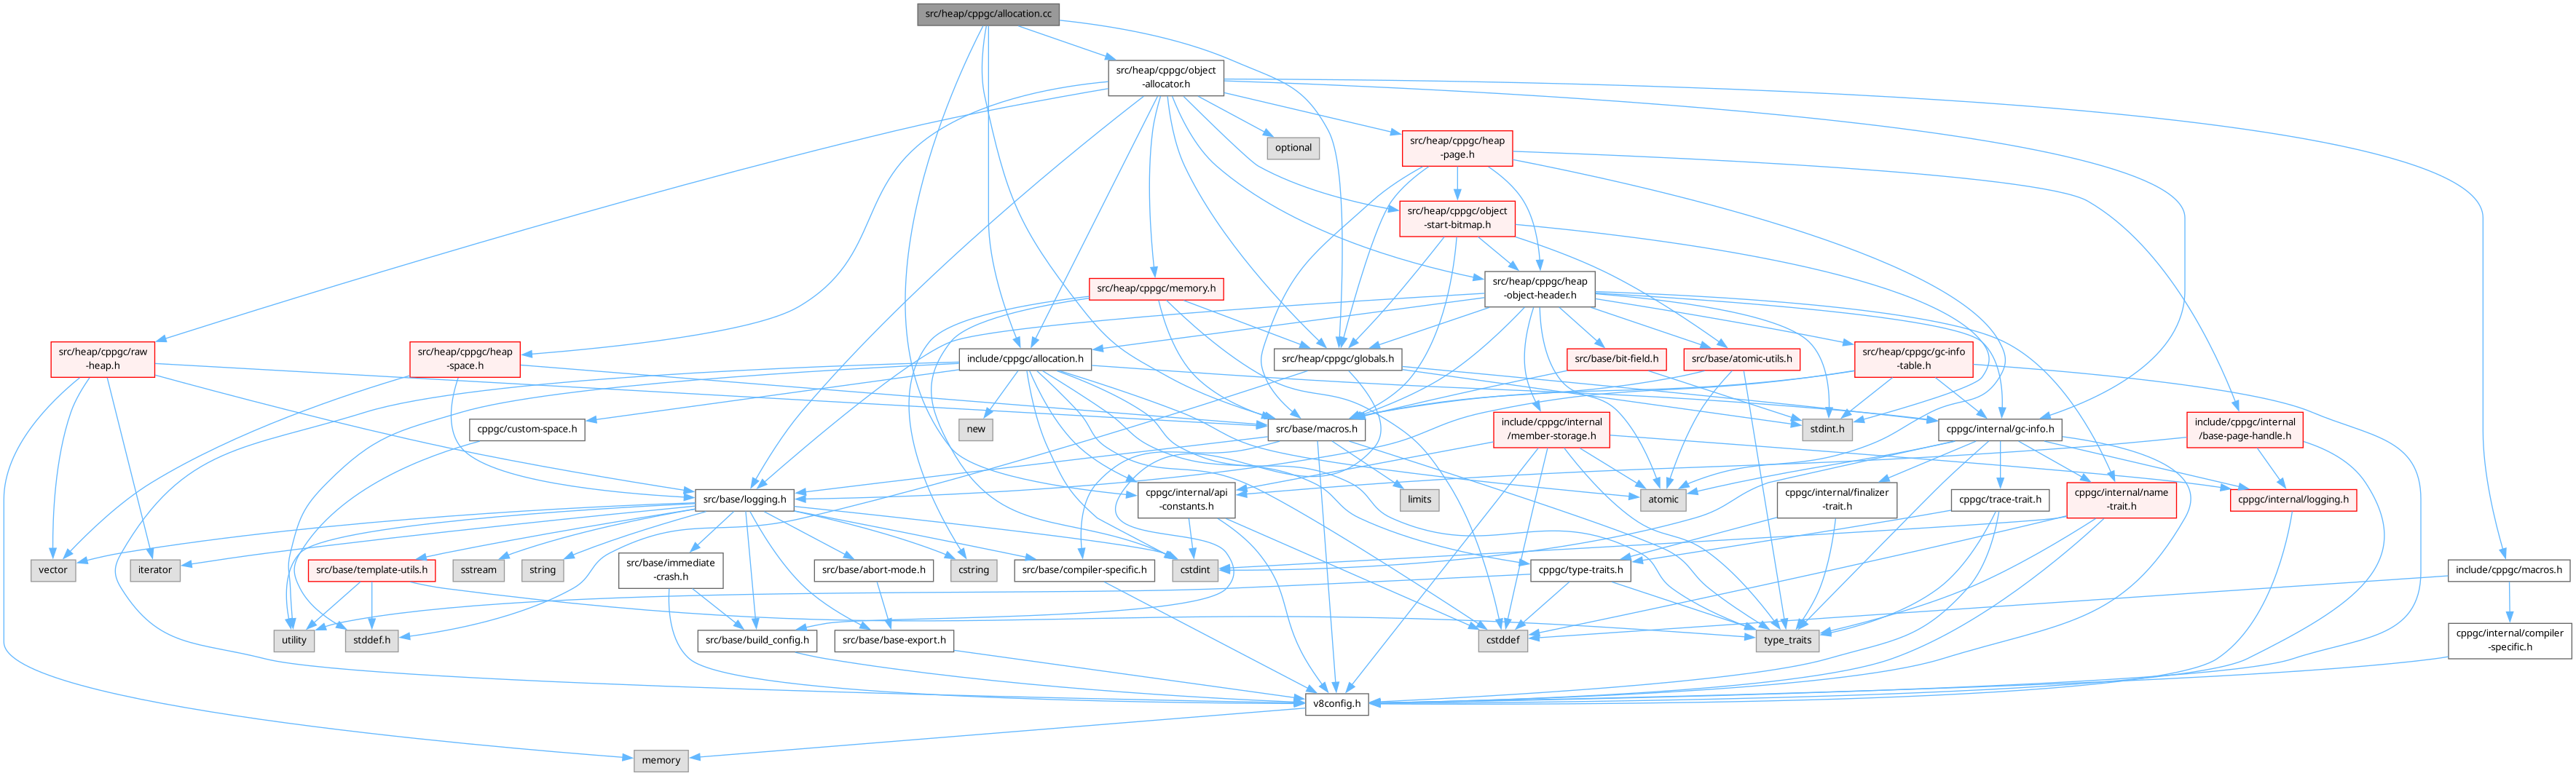 src/heap/cppgc/allocation.cc
src/heap/cppgc/object
-allocator.h
optional
src/heap/cppgc/heap
-page.h
src/heap/cppgc/object
-start-bitmap.h
src/heap/cppgc/memory.h
src/heap/cppgc/heap
-object-header.h
src/heap/cppgc/raw
-heap.h
src/heap/cppgc/heap
-space.h
include/cppgc/allocation.h
src/heap/cppgc/globals.h
src/base/bit-field.h
src/base/atomic-utils.h
src/heap/cppgc/gc-info
-table.h
cppgc/custom-space.h
new
src/base/macros.h
include/cppgc/internal
/member-storage.h
stdint.h
cppgc/internal/gc-info.h
include/cppgc/internal
/base-page-handle.h
src/base/logging.h
cppgc/internal/api
-constants.h
limits
atomic
cppgc/internal/finalizer
-trait.h
cppgc/trace-trait.h
cppgc/internal/name
-trait.h
cppgc/internal/logging.h
vector
iterator
src/base/template-utils.h
sstream
string
src/base/immediate
-crash.h
src/base/abort-mode.h
cstring
src/base/compiler-specific.h
cstdint
cppgc/type-traits.h
include/cppgc/macros.h
utility
stddef.h
src/base/build_config.h
src/base/base-export.h
cstddef
type_traits
cppgc/internal/compiler
-specific.h
v8config.h
memory